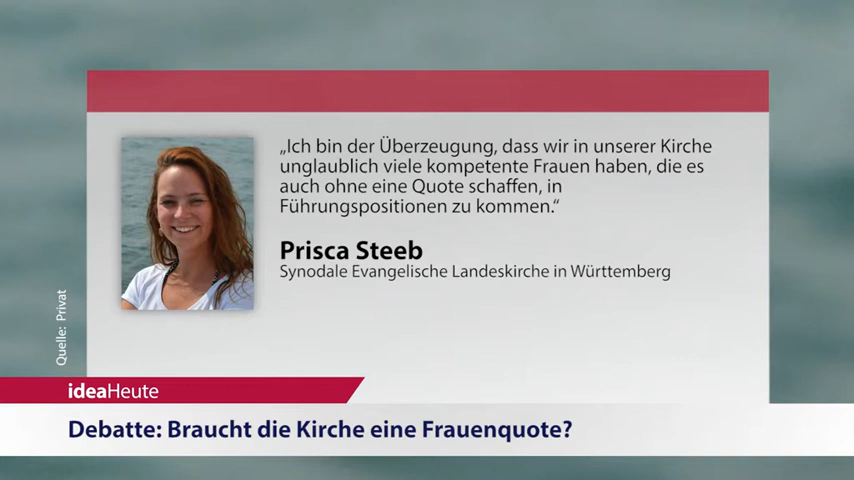 „Ich bin der Überzeugung, dass wir in unserer Kirche
unglaublich viele kompetente Frauen haben, die es
auch ohne eine Quote schaffen, in
Führungspositionen zu kommen.“
Prisca Steeb
Synodale Evangelische Landeskirche in Württemberg
Quelle: Privat
ideaHeute
Debatte: Braucht die Kirche eine Frauenquote?